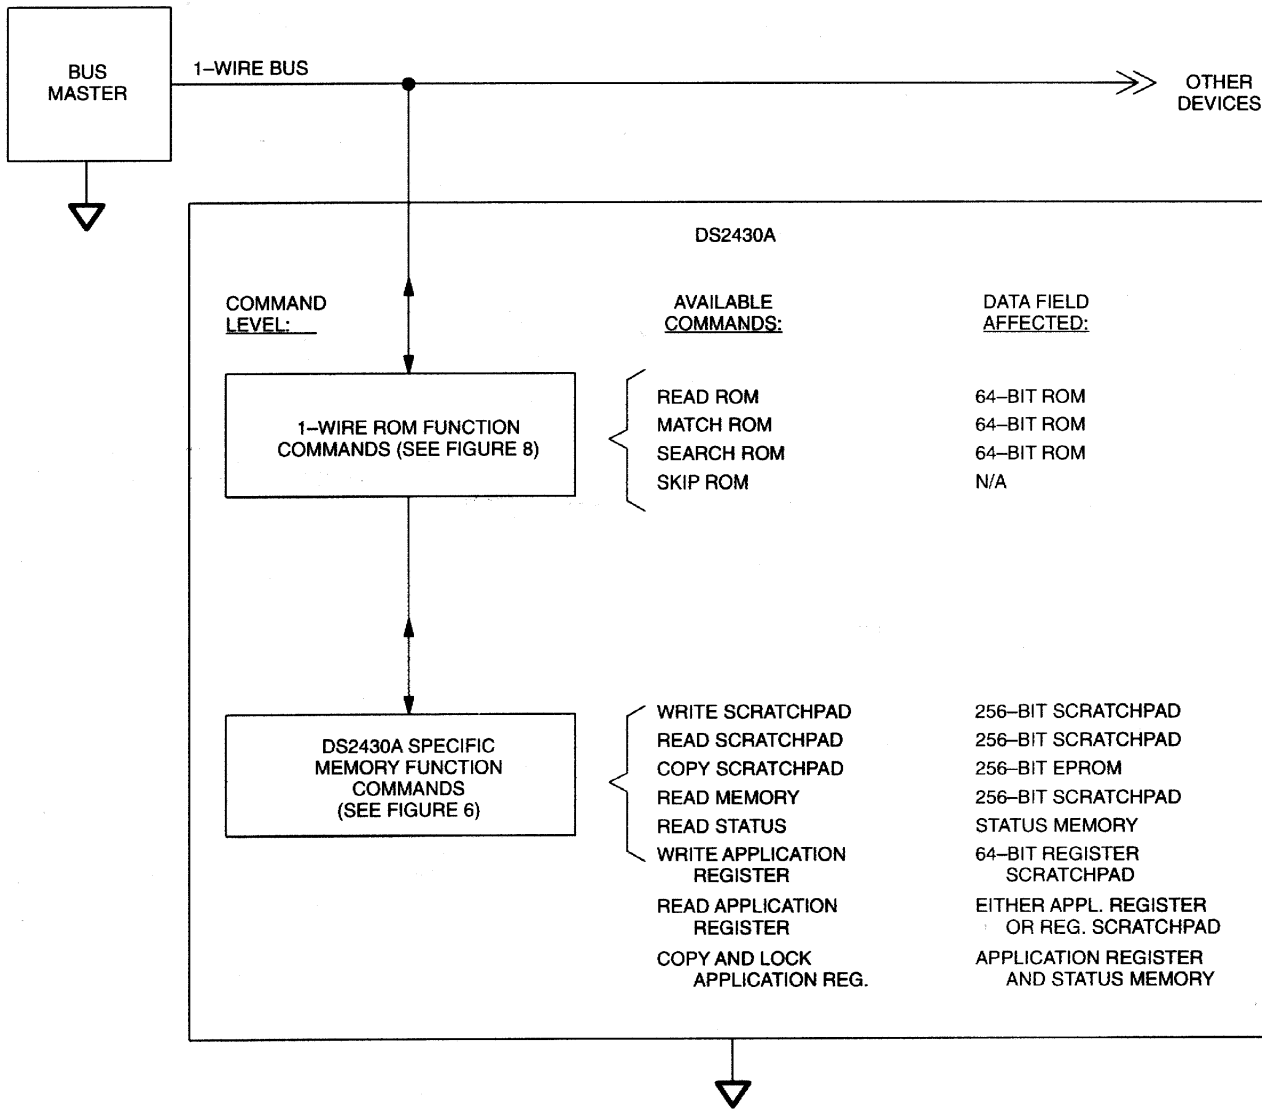 BUS
MASTER
1–WIRE BUS
OTHER
DEVICES
DS2430A
COMMAND
LEVEL:
AVAILABLE
COMMANDS:
DATA FIELD
AFFECTED:
1–WIRE ROM FUNCTION
COMMANDS (SEE FIGURE 8)
READ ROM 64–BIT ROM
MATCH ROM 64–BIT ROM
SEARCH ROM 64–BIT ROM
SKIP ROM N/A
DS2430A SPECIFIC
MEMORY FUNCTION
COMMANDS
(SEE FIGURE 6)
WRITE SCRATCHPAD 256–BIT SCRATCHPAD
READ SCRATCHPAD 256–BIT SCRATCHPAD
COPY SCRATCHPAD 256–BIT EPROM
READ MEMORY 256–BIT SCRATCHPAD
READ STATUS STATUS MEMORY
WRITE APPLICATION 64–BIT REGISTER
REGISTER SCRATCHPAD
READ APPLICATION EITHER APPL. REGISTER
REGISTER OR REG. SCRATCHPAD
COPY AND LOCK APPLICATION REGISTER
APPLICATION REG. AND STATUS MEMORY